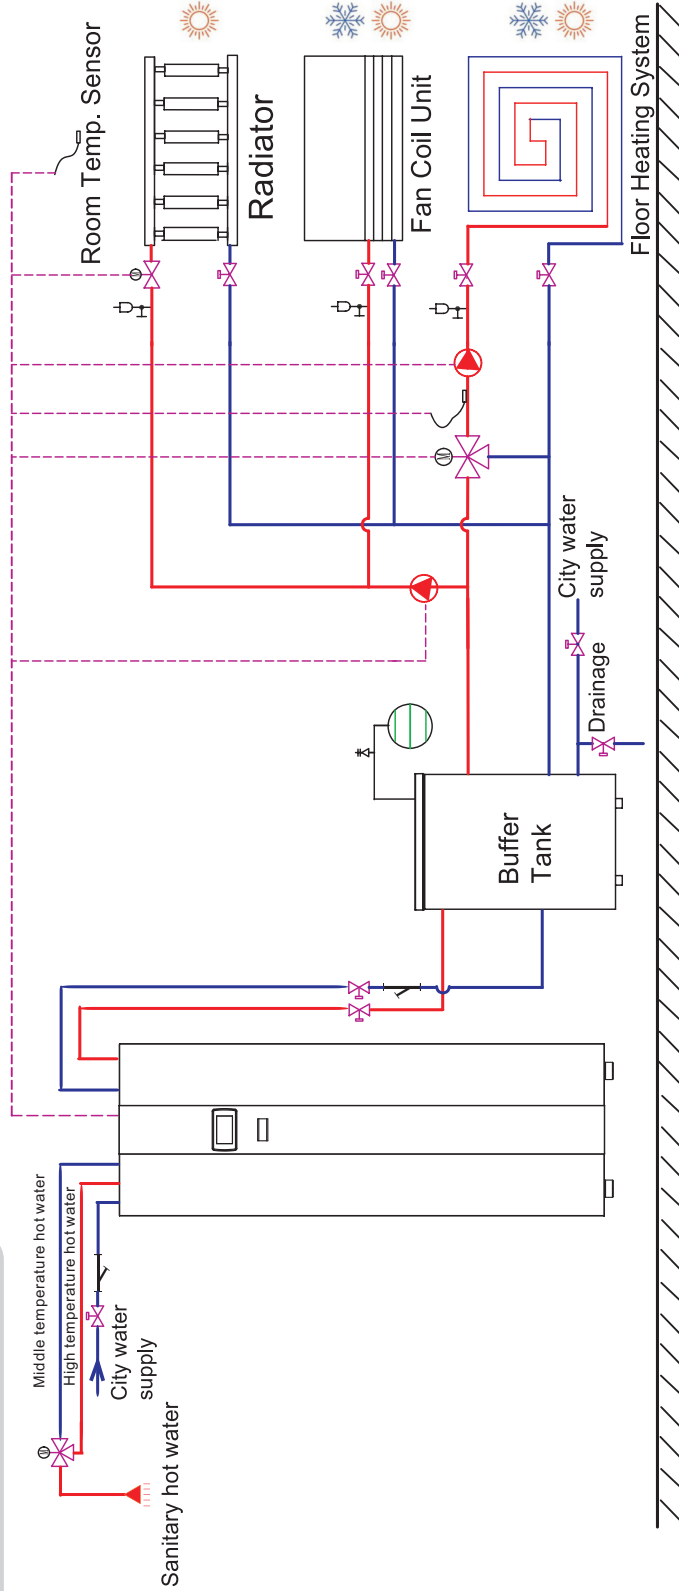 Middle temperature hot water
High temperature hot water
City water
supply
Sanitary hot water
Buffer
Tank
Drainage
City water
supply
Room Temp. Sensor
Radiator
Fan Coil Unit
Floor Heating System